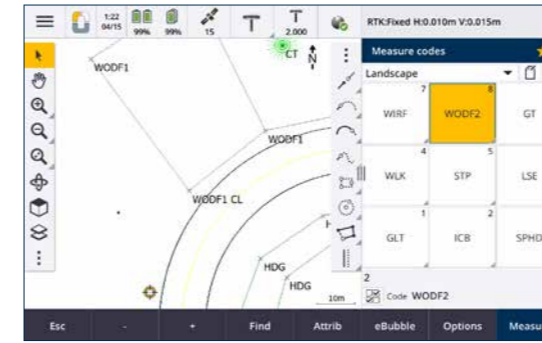 1:22
04/15
99%
99%
15
2.000
RTK:Fixed H:0.010m V:0.015m
Measure codes
Landscape
7
WIRF
8
WODF2
GT
4
WLK
5
STP
LSE
1
GLT
2
ICB
SPHD
2
Code WODF2
CT
N
WODF1
WODF1
WODF1 CL
HDG
HDG
10m
Esc
-
+
Find
Attrib
eBubble
Options
Measu